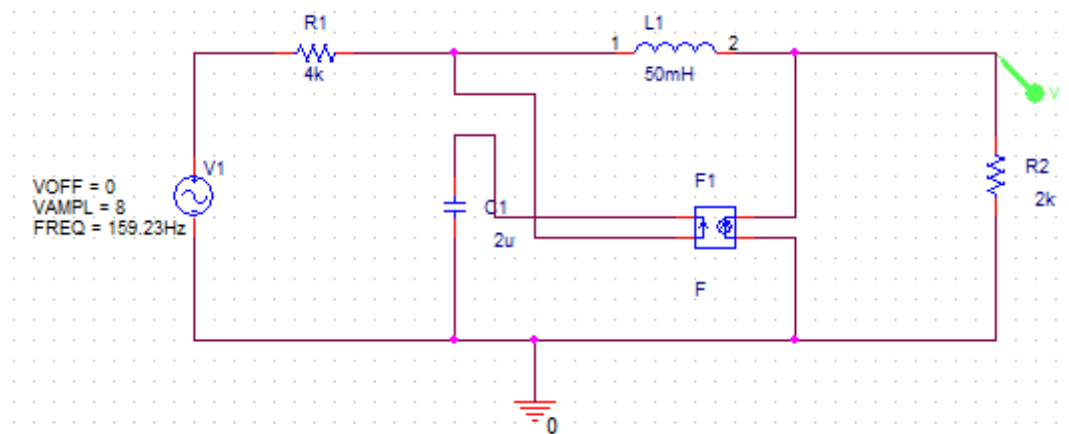 R1
4k
L1
1 2
50mH
V
V1
VOFF = 0
VAMPL = 8
FREQ = 159.23Hz
C1
2u
F1
F
R2
2k
0